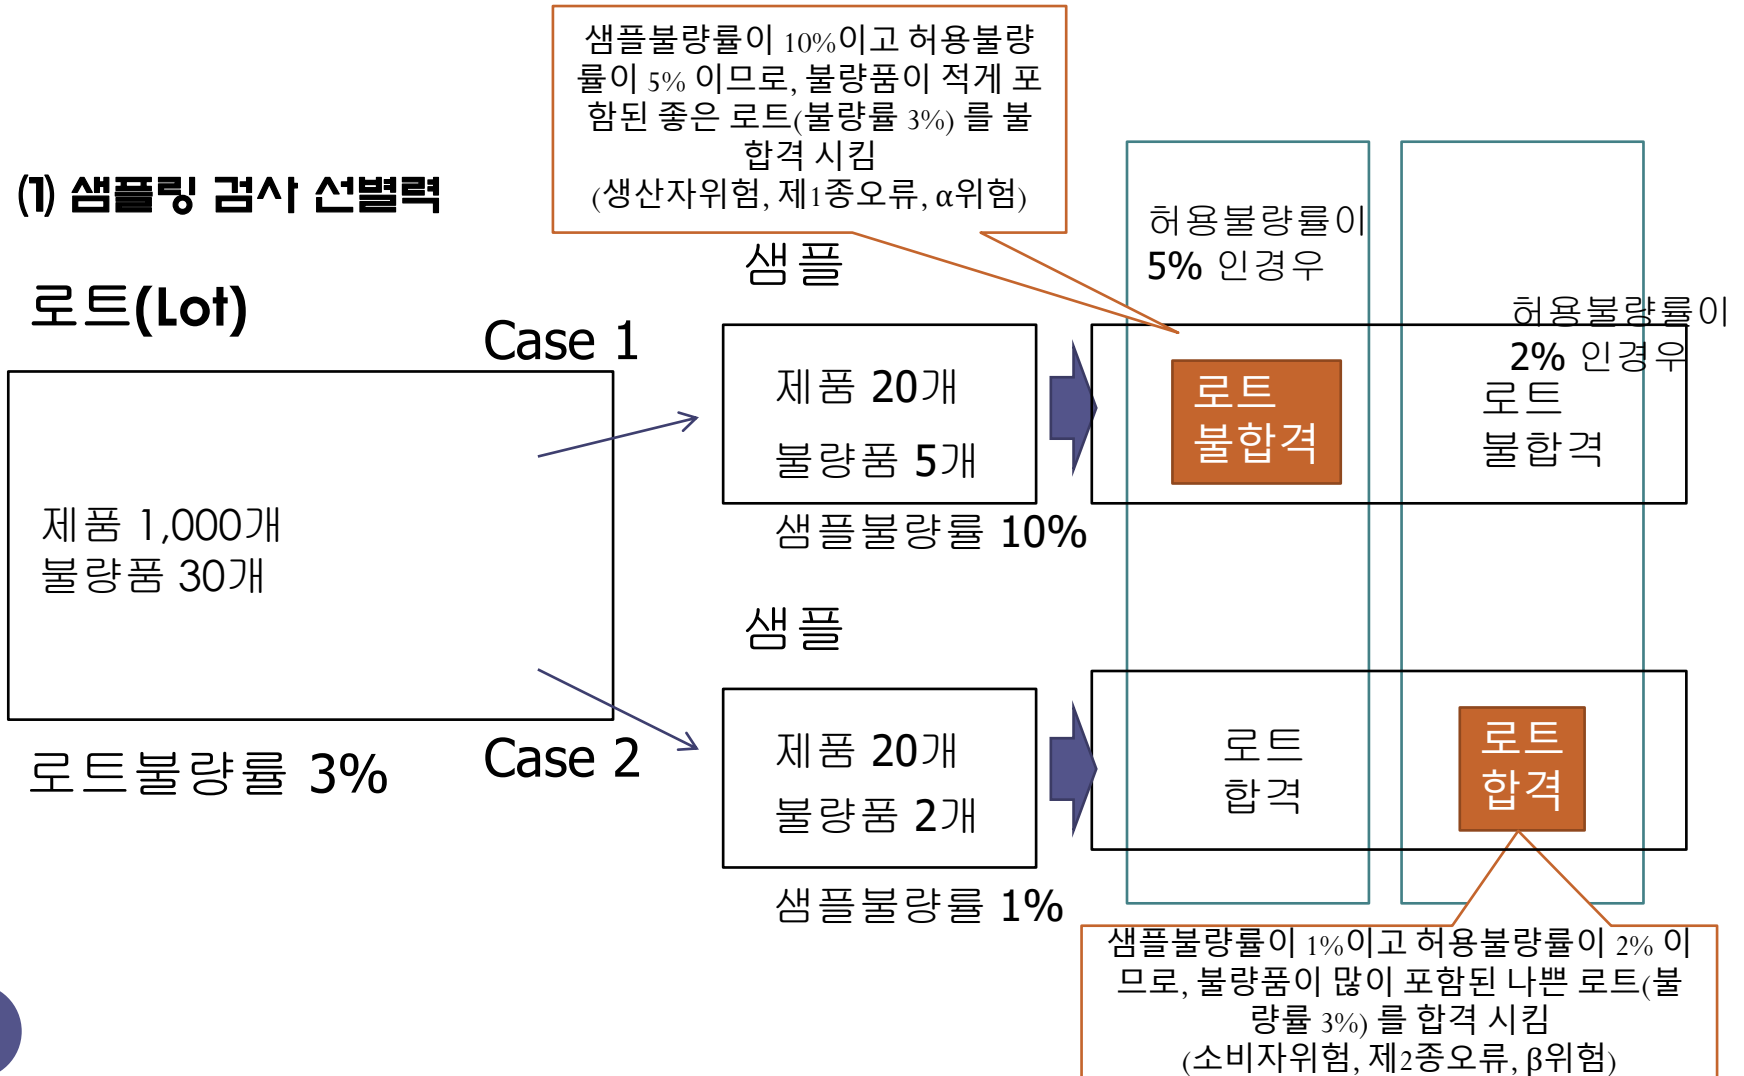 샘플불량률이 10%이고 허용불량
률이 5% 이므로, 불량품이 적게 포
함된 좋은 로트(불량률 3%) 를 불
합격 시킴
(생산자위험, 제1종오류, α위험)
(1) 샘플링 검사 선별력
로트(Lot)
Case 1
샘플
허용불량률이
5% 인경우
허용불량률이
2% 인경우
제품 20개
불량품 5개
샘플불량률 10%
로트
불합격
로트
불합격
제품 1,000개
불량품 30개
로트불량률 3%
Case 2
샘플
제품 20개
불량품 2개
샘플불량률 1%
로트
합격
로트
합격
샘플불량률이 1%이고 허용불량률이 2% 이
므로, 불량품이 많이 포함된 나쁜 로트(불
량률 3%) 를 합격 시킴
(소비자위험, 제2종오류, β위험)